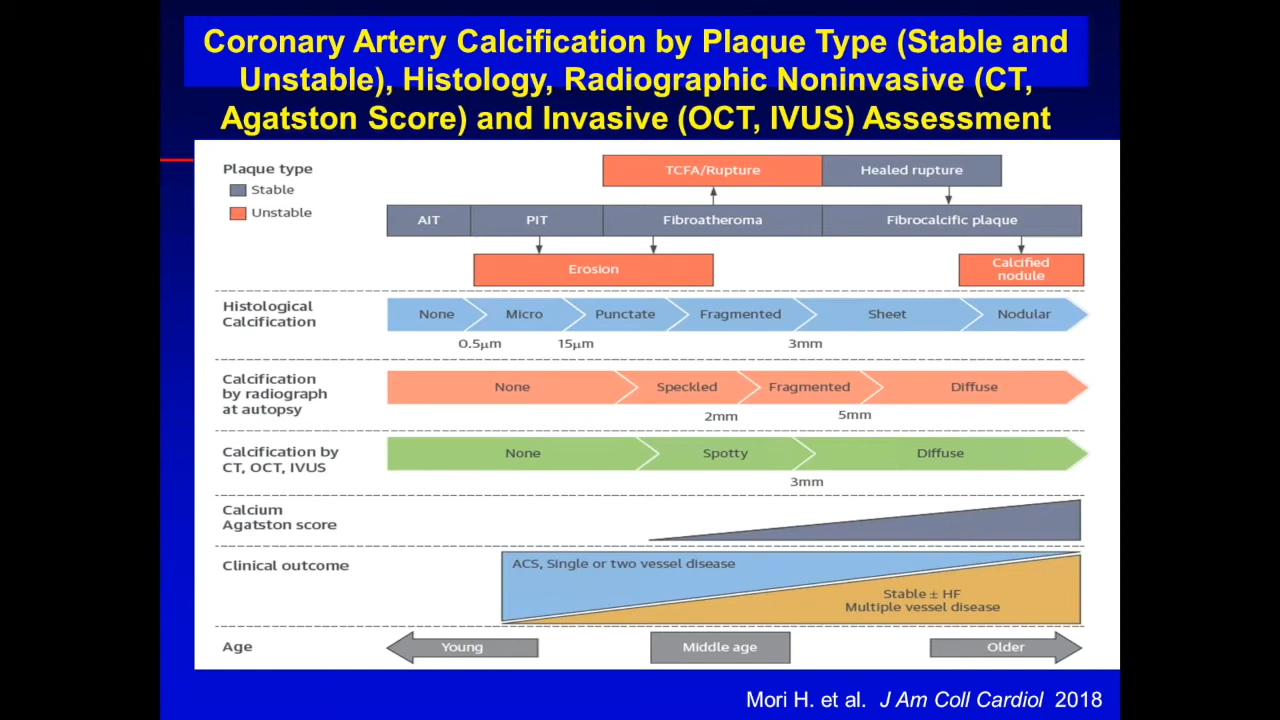 Coronary Artery Calcification by Plaque Type (Stable and
Unstable), Histology, Radiographic Noninvasive (CT,
Agatston Score) and Invasive (OCT, IVUS) Assessment
Plaque type
Stable
Unstable
TCFA/Rupture
Healed rupture
AIT
PIT
Fibroatheroma
Fibrocalcific plaque
Erosion
Calcified
nodule
Histological
Calcification
None
Micro
Punctate
Fragmented
Sheet
Nodular
0.5µm
15µm
3mm
Calcification
by radiograph
at autopsy
None
Speckled
Fragmented
Diffuse
2mm
5mm
Calcification by
CT, OCT, IVUS
None
Spotty
Diffuse
3mm
Calcium
Agatston score
Clinical outcome
ACS, Single or two vessel disease
Stable ± HF
Multiple vessel disease
Age
Young
Middle age
Older
Mori H. et al. J Am Coll Cardiol 2018